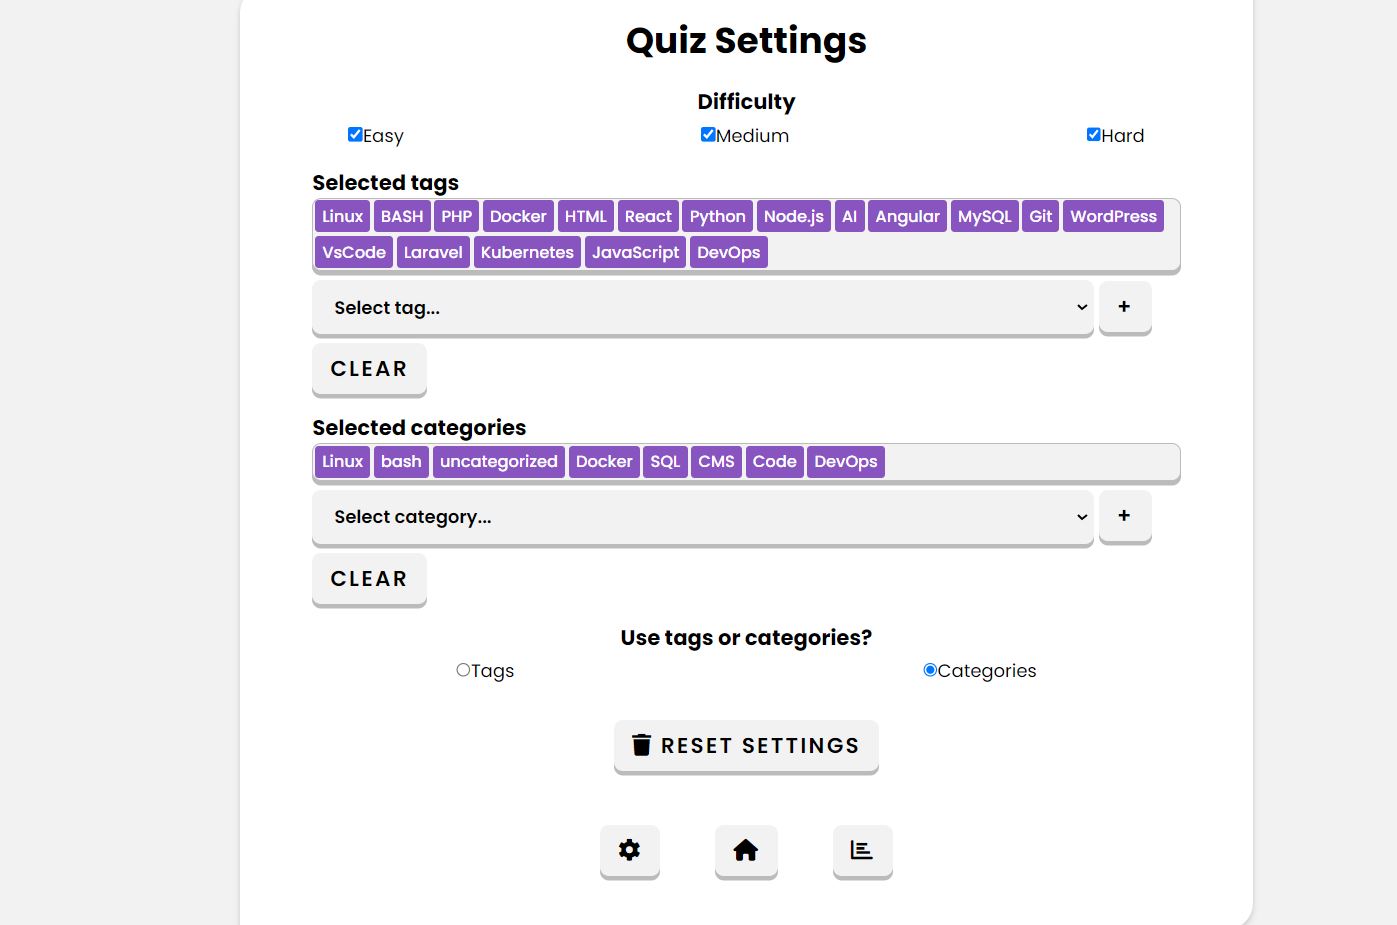 Quiz Settings
Difficulty
Easy Medium Hard
Selected tags
Linux BASH PHP Docker HTML React Python Node.js AI Angular MySQL Git WordPress
VsCode Laravel Kubernetes JavaScript DevOps
Select tag... +
CLEAR
Selected categories
Linux bash uncategorized Docker SQL CMS Code DevOps
Select category... +
CLEAR
Use tags or categories?
Tags Categories
RESET SETTINGS